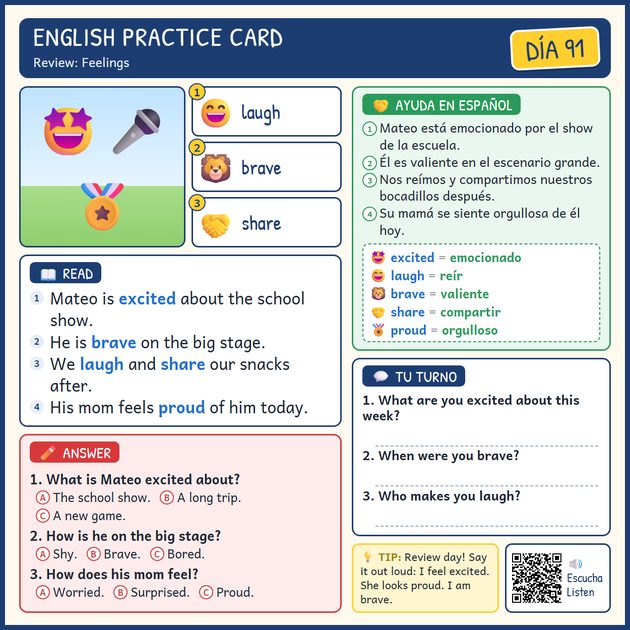 ENGLISH PRACTICE CARD
Review: Feelings
DÍA 91
1 laugh
2 brave
3 share
READ
1 Mateo is excited about the school
show.
2 He is brave on the big stage.
3 We laugh and share our snacks
after.
4 His mom feels proud of him today.
ANSWER
1. What is Mateo excited about?
A The school show. B A long trip.
C A new game.
2. How is he on the big stage?
A Shy. B Brave. C Bored.
3. How does his mom feel?
A Worried. B Surprised. C Proud.
AYUDA EN ESPAÑOL
1 Mateo está emocionado por el show
de la escuela.
2 Él es valiente en el escenario grande.
3 Nos reímos y compartimos nuestros
bocadillos después.
4 Su mamá se siente orgullosa de él
hoy.
excited = emocionado
laugh = reír
brave = valiente
share = compartir
proud = orgulloso
TU TURNO
1. What are you excited about this
week?
2. When were you brave?
3. Who makes you laugh?
TIP: Review day! Say
it out loud: I feel excited.
She looks proud. I am
brave.
Escucha
Listen